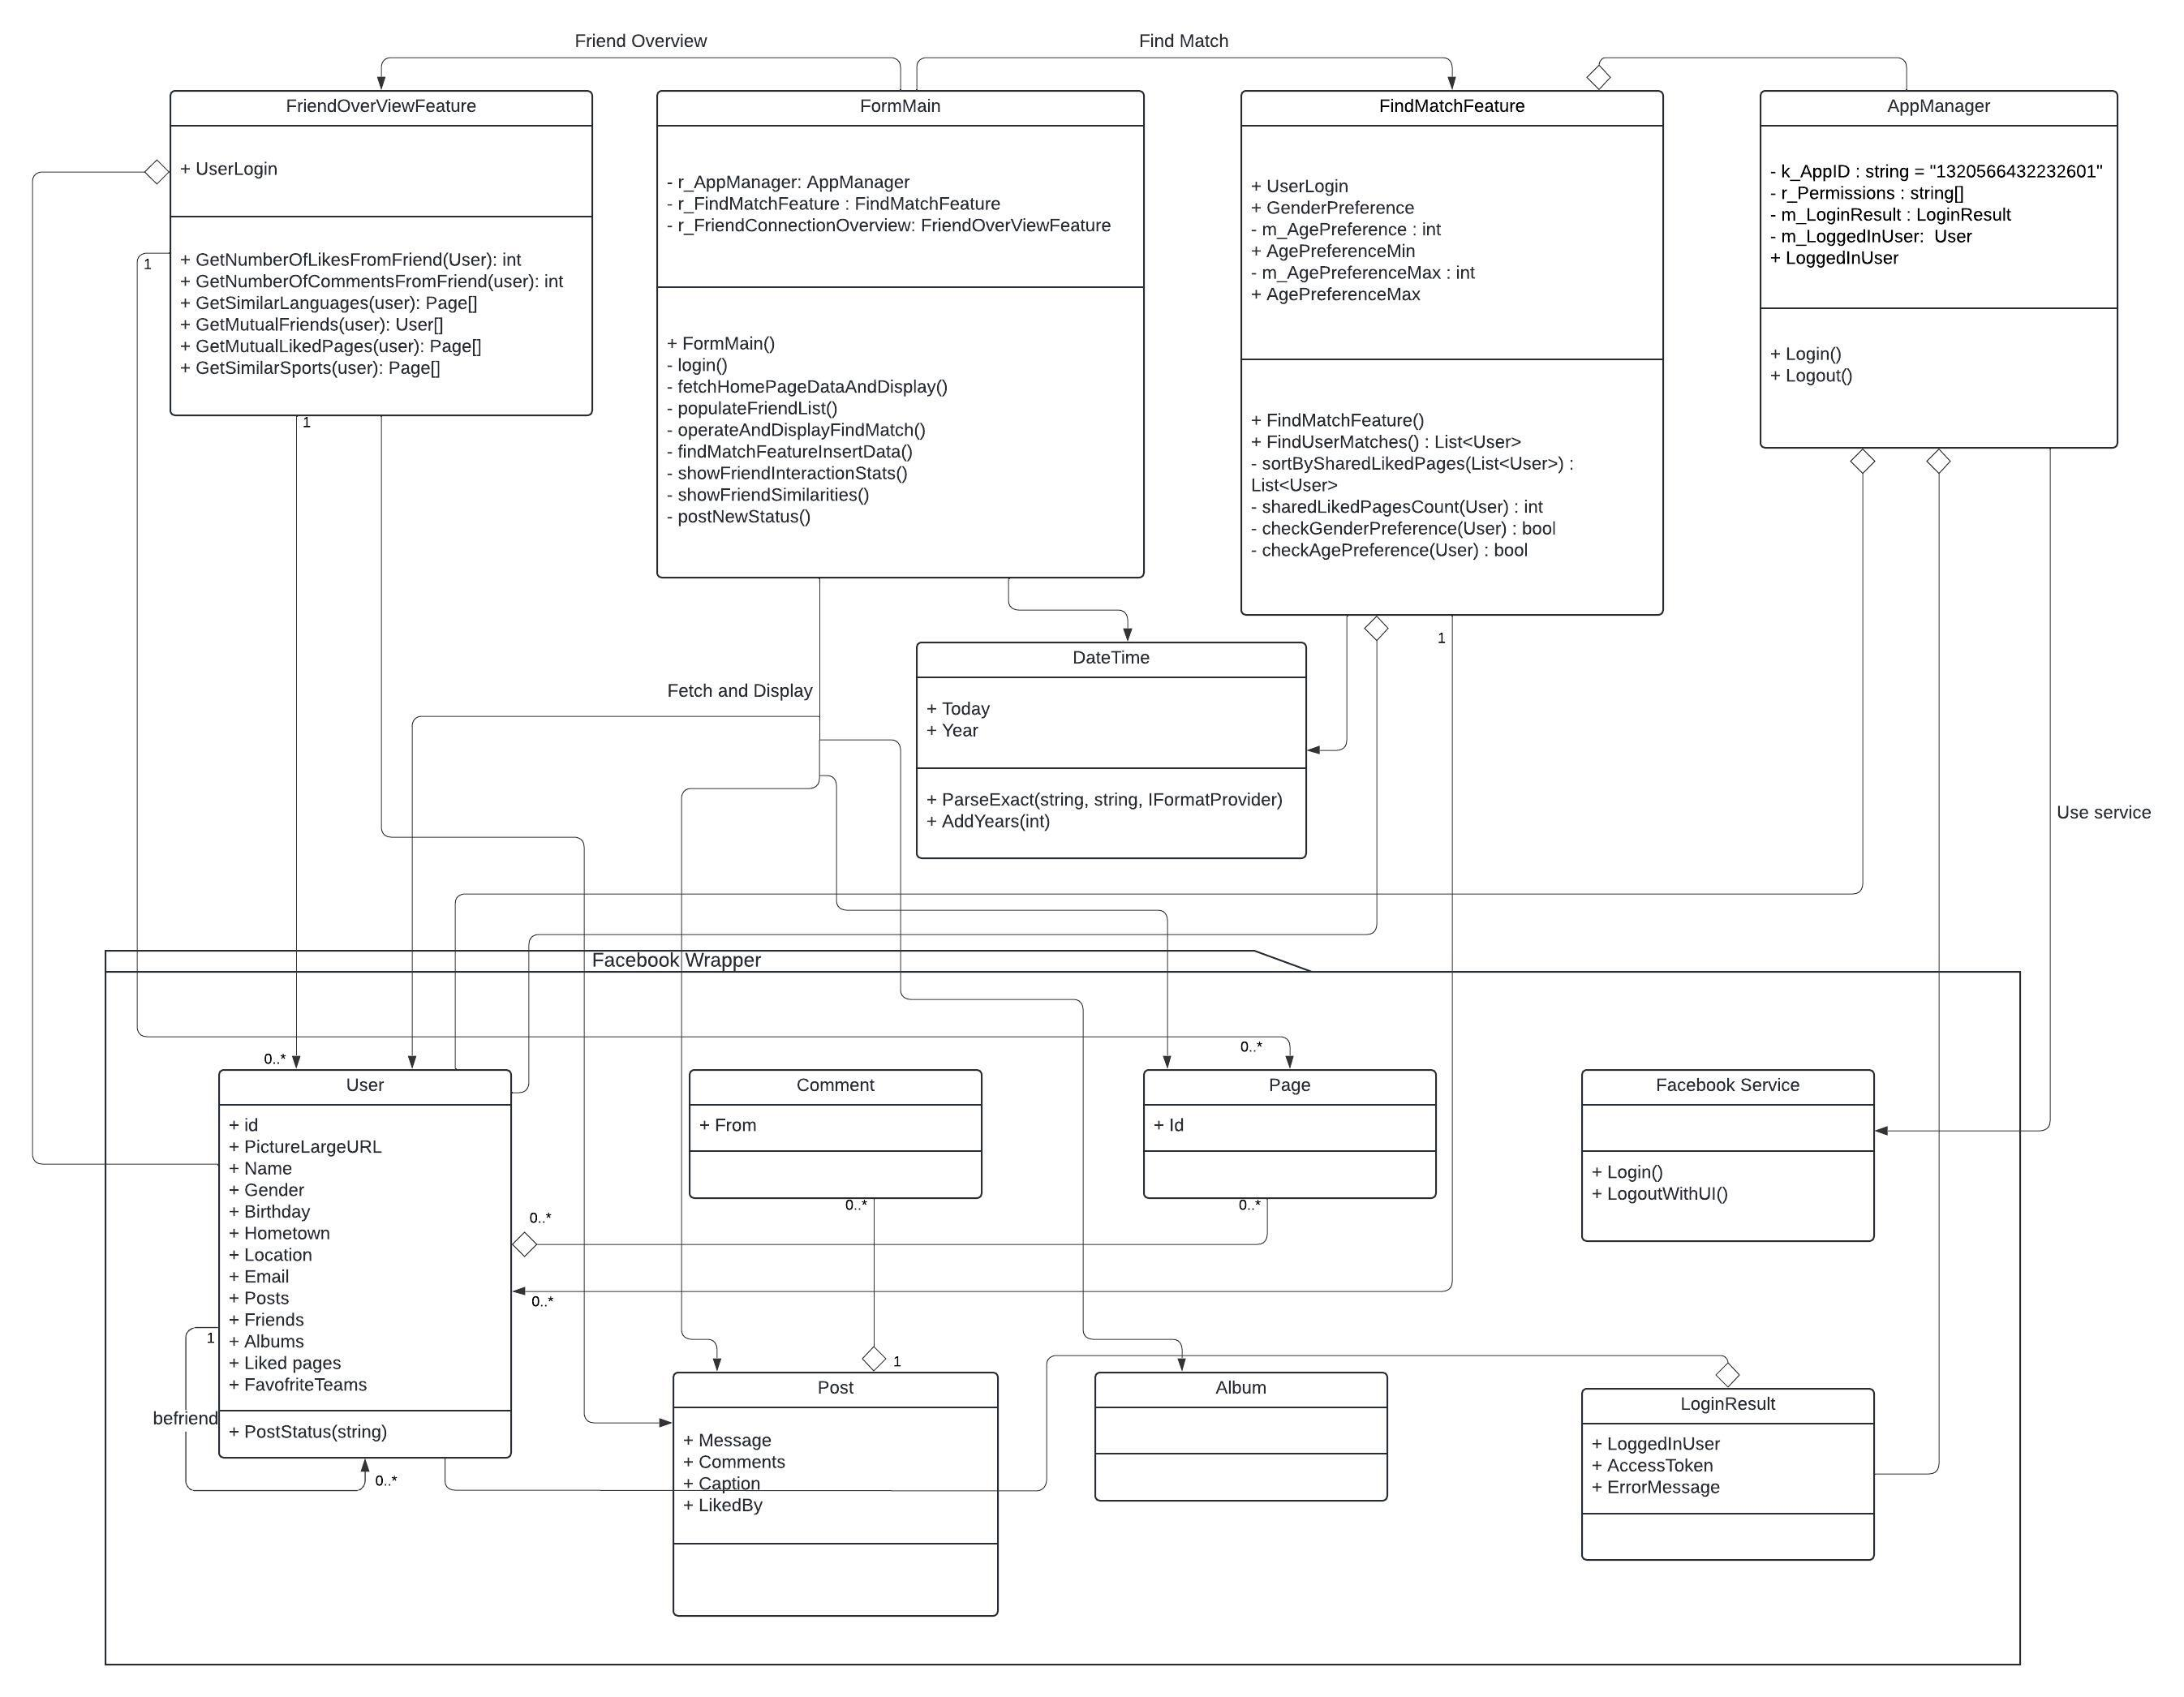 Friend Overview
Find Match
FriendOverViewFeature
+ UserLogin
1
+ GetNumberOfLikesFromFriend(User): int
+ GetNumberOfCommentsFromFriend(user): int
+ GetSimilarLanguages(user): Page[]
+ GetMutualFriends(user): User[]
+ GetMutualLikedPages(user): Page[]
+ GetSimilarSports(user): Page[]
1
FormMain
- r_AppManager: AppManager
- r_FindMatchFeature : FindMatchFeature
- r_FriendConnectionOverview: FriendOverViewFeature
+ FormMain()
- login()
- fetchHomePageDataAndDisplay()
- populateFriendList()
- operateAndDisplayFindMatch()
- findMatchFeatureInsertData()
- showFriendInteractionStats()
- showFriendSimilarities()
- postNewStatus()
FindMatchFeature
+ UserLogin
+ GenderPreference
- m_AgePreference : int
+ AgePreferenceMin
- m_AgePreferenceMax : int
+ AgePreferenceMax
+ FindMatchFeature()
+ FindUserMatches() : List<User>
- sortBySharedLikedPages(List<User>) :
List<User>
- sharedLikedPagesCount(User) : int
- checkGenderPreference(User) : bool
- checkAgePreference(User) : bool
1
AppManager
- k_AppID : string = "1320566432232601"
- r_Permissions : string[]
- m_LoginResult : LoginResult
- m_LoggedInUser:  User
+ LoggedInUser
+ Login()
+ Logout()
DateTime
+ Today
+ Year
+ ParseExact(string, string, IFormatProvider)
+ AddYears(int)
Fetch and Display
Use service
Facebook Wrapper
0..*
0..*
User
+ id
+ PictureLargeURL
+ Name
+ Gender
+ Birthday
+ Hometown
+ Location
+ Email
+ Posts
+ Friends
+ Albums
+ Liked pages
+ FavofriteTeams
+ PostStatus(string)
1
befriend
0..*
0..*
0..*
Comment
+ From
0..*
Page
+ Id
0..*
Facebook Service
+ Login()
+ LogoutWithUI()
1
Post
+ Message
+ Comments
+ Caption
+ LikedBy
Album
LoginResult
+ LoggedInUser
+ AccessToken
+ ErrorMessage